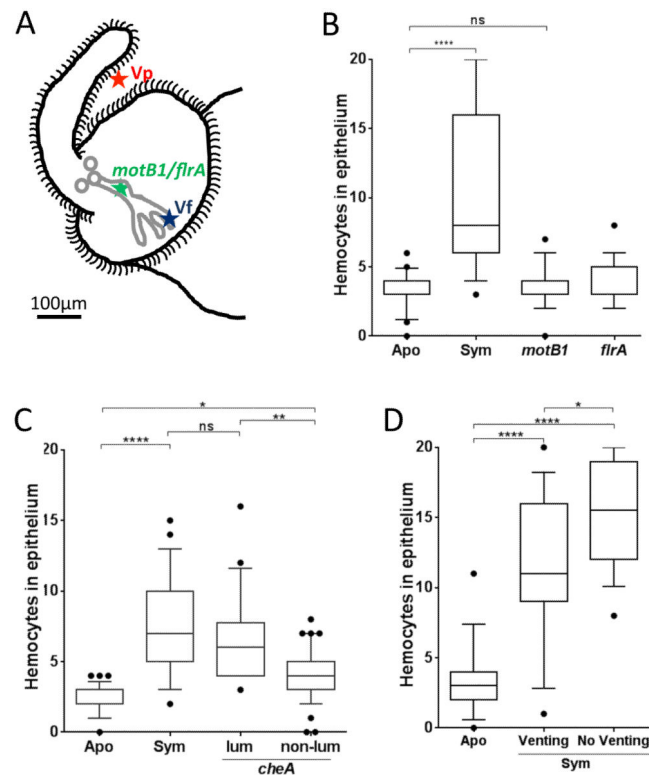 A
Vp
motB1/flrA
Vf
100µm
B
ns
****
Hemocytes in epithelium
20
15
10
5
0
Apo Sym motB1 flrA
C
*
ns **
****
Hemocytes in epithelium
20
15
10
5
0
Apo Sym lum non-lum
cheA
D
*
****
****
Hemocytes in epithelium
20
15
10
5
0
Apo Venting No Venting
Sym